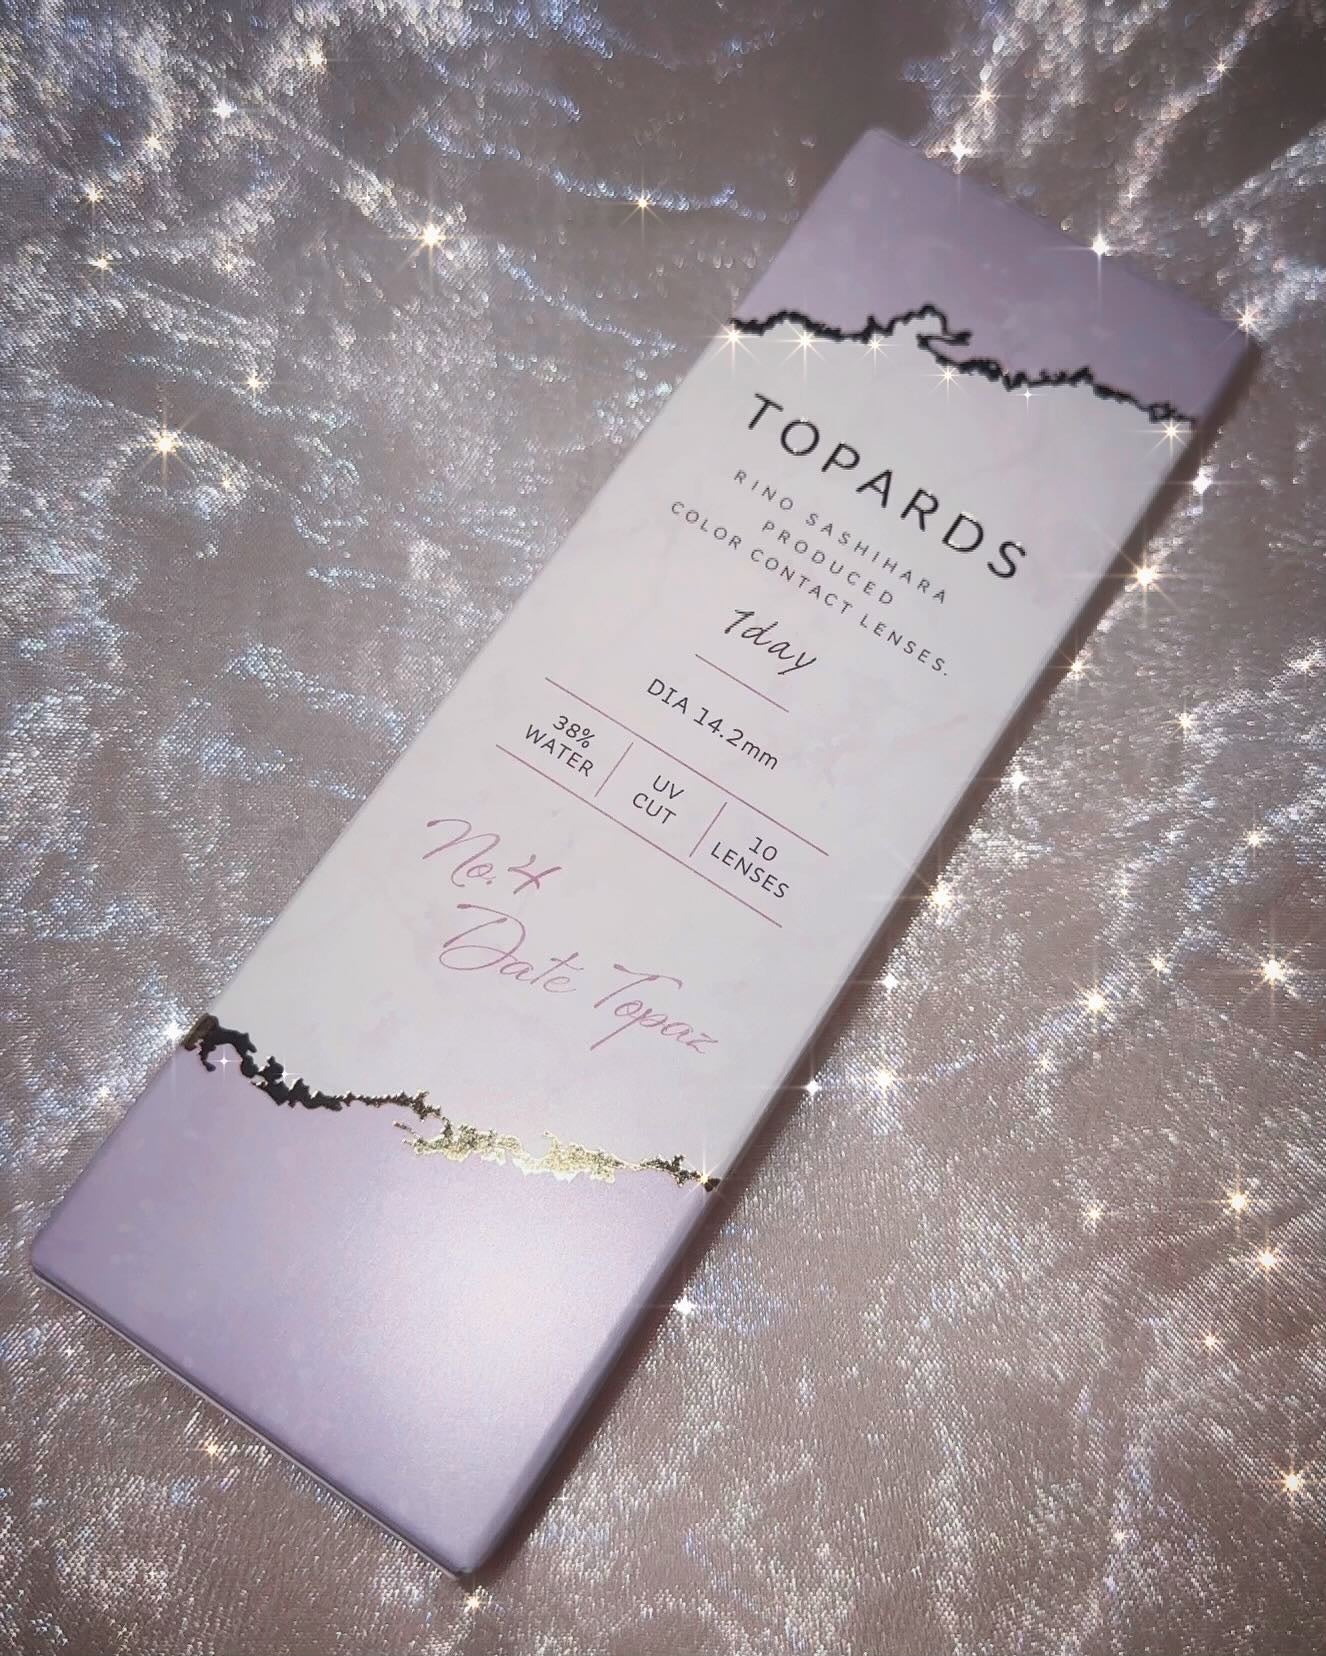 TOPARDS
RINO SASHIHARA
PRODUCED
COLOR CONTACT LENSES.
1day
DIA 14.2mm
38%
WATER
UV
CUT
10
LENSES
No.4
Date Topaz